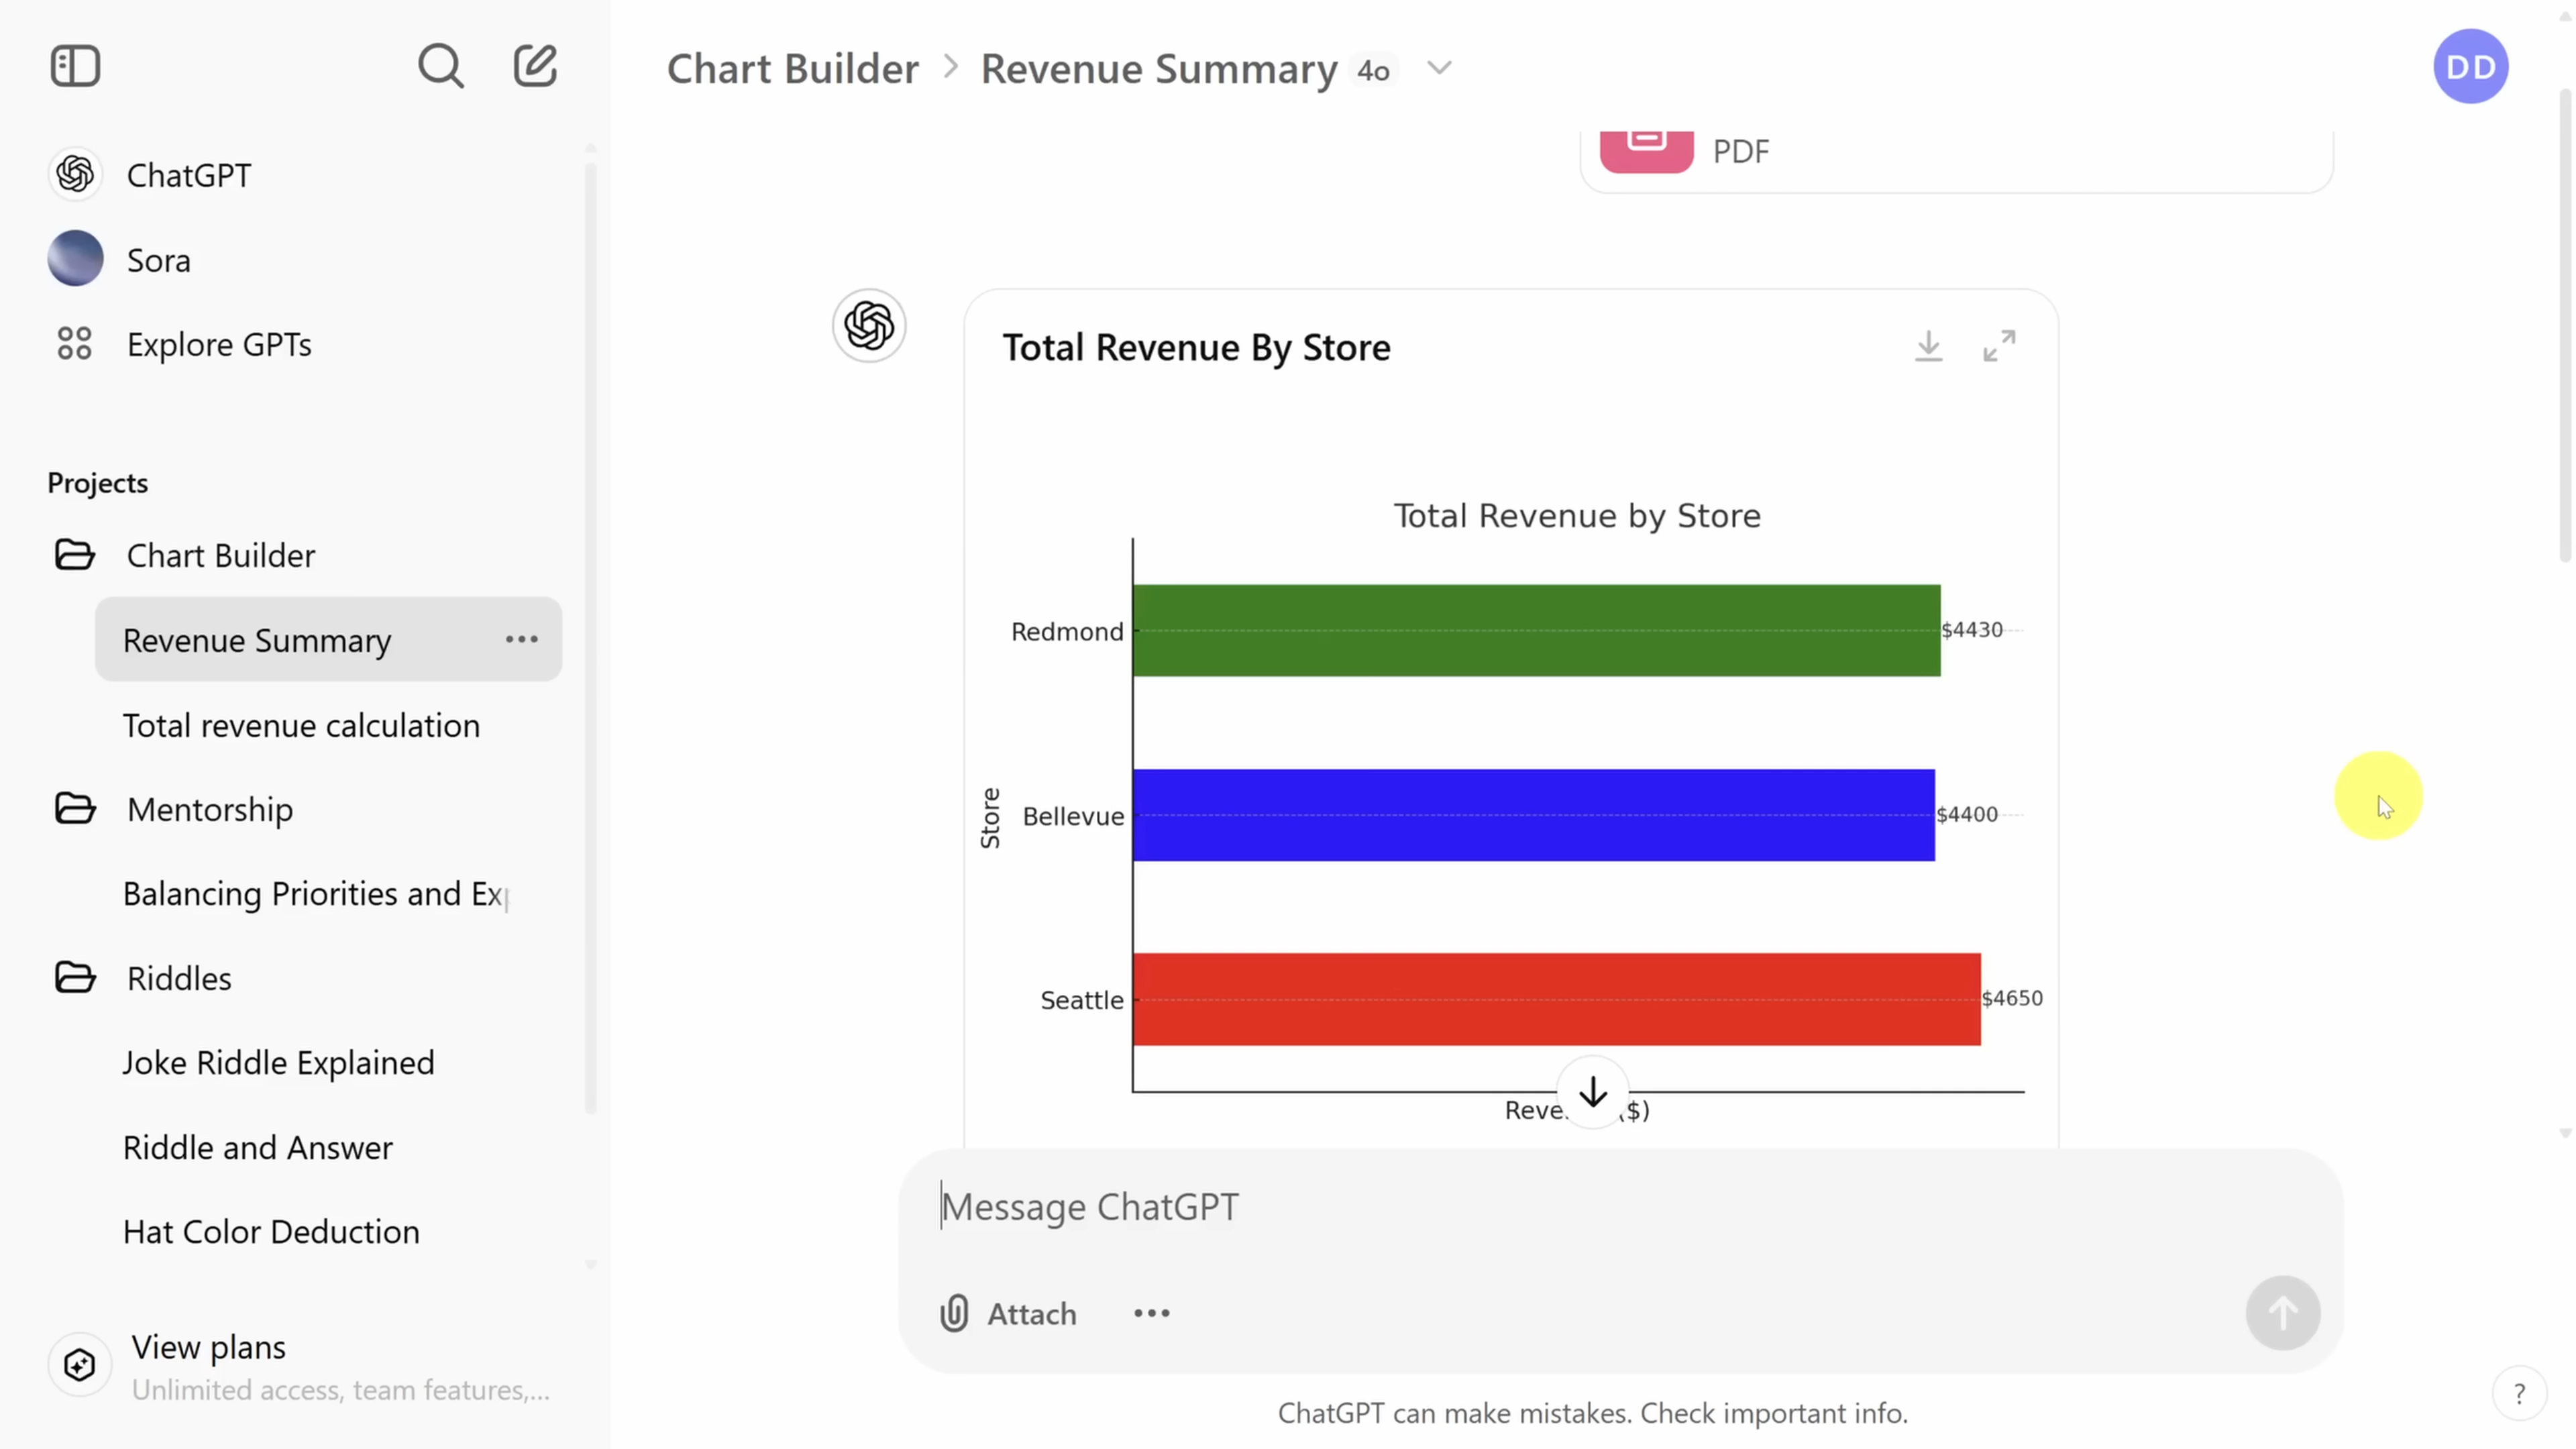 Chart Builder > Revenue Summary 4o
DD
ChatGPT
Sora
Explore GPTs
Projects
Chart Builder
Revenue Summary
Total revenue calculation
Mentorship
Balancing Priorities and Ex
Riddles
Joke Riddle Explained
Riddle and Answer
Hat Color Deduction
View plans
Unlimited access, team features,...
PDF
Total Revenue By Store
Total Revenue by Store
Store
Redmond
$4430
Bellevue
$4400
Seattle
$4650
($)
Message ChatGPT
Attach
ChatGPT can make mistakes. Check important info.
?